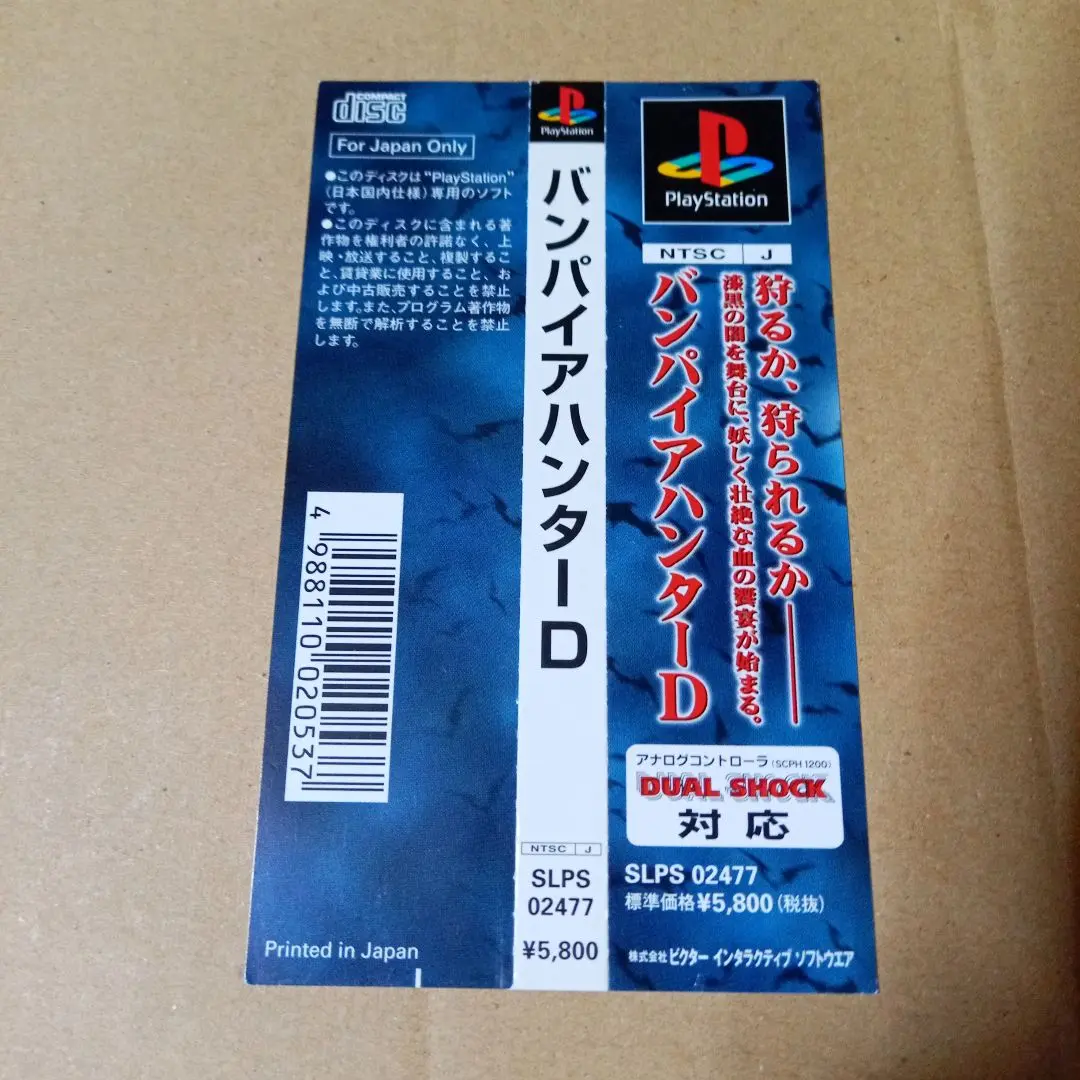 COMPACT
disc
For Japan Only
●このディスクは"PlayStation"
(日本国内仕様)専用のソフト
です。
●このディスクに含まれる著
作物を権利者の許諾なく、上
映・放送すること、複製するこ
と、賃貸業に使用すること、お
よび中古販売することを禁止
します。また、プログラム著作物
を無断で解析することを禁止
します。
4 988110 020537
Printed in Japan
PlayStation
バンパイアハンターD
NTSC J
SLPS
02477
¥5,800
PlayStation
NTSC J
狩るか、狩られるか――
漆黒の闇を舞台に、妖しく壮絶な血の饗宴が始まる。
バンパイアハンターD
アナログコントローラ(SCPH1200)
DUAL SHOCK
対応
SLPS 02477
標準価格¥5,800(税抜)
株式会社ビクター インタラクティブ ソフトウエア